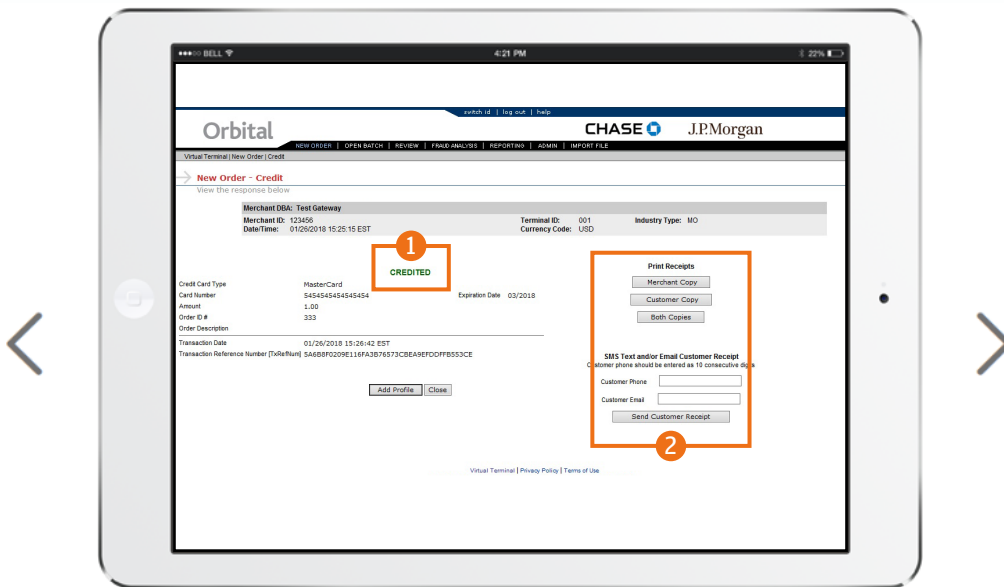 BELL 4:21 PM 22%
switch id | log out | help
Orbital CHASE J.P.Morgan
NEW ORDER | OPEN BATCH | REVIEW | FRAUD ANALYSIS | REPORTING | ADMIN | IMPORT FILE
Virtual Terminal | New Order | Credit
New Order - Credit
View the response below
Merchant DBA: Test Gateway
Merchant ID: 123456 Terminal ID: 001 Industry Type: MO
Date/Time: 01/26/2018 15:25:15 EST Currency Code: USD
1
CREDITED
Credit Card Type MasterCard
Card Number 5454545454545454 Expiration Date 03/2018
Amount 1.00
Order ID # 333
Order Description
Transaction Date 01/26/2018 15:26:42 EST
Transaction Reference Number [TxRefNum] 5A6B8F0209E116FA3B76573CBEA9EFDDFFB553CE
Add Profile Close
Print Receipts
Merchant Copy
Customer Copy
Both Copies
SMS Text and/or Email Customer Receipt
Customer phone should be entered as 10 consecutive digits
Customer Phone
Customer Email
Send Customer Receipt
2
Virtual Terminal | Privacy Policy | Terms of Use